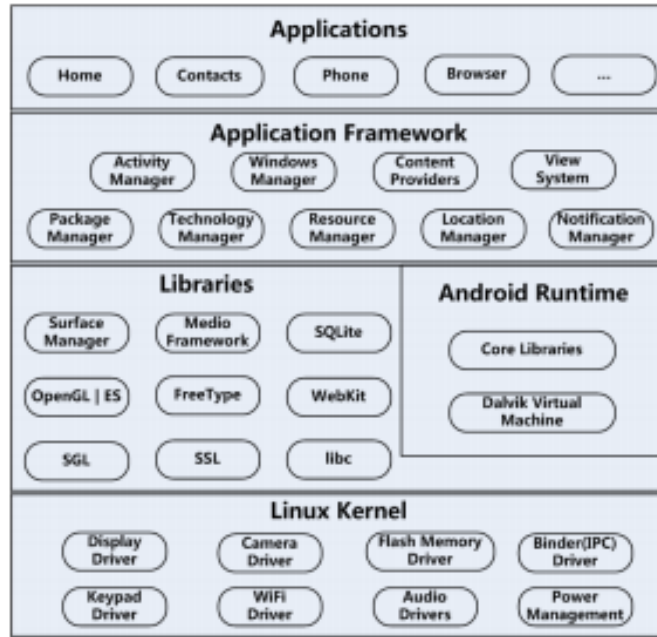 Applications
Home
Contacts
Phone
Browser
...
Application Framework
Activity
Manager
Windows
Manager
Content
Providers
View
System
Package
Manager
Technology
Manager
Resource
Manager
Location
Manager
Notification
Manager
Libraries
Surface
Manager
Medio
Framework
SQLite
OpenGL | ES
FreeType
WebKit
SGL
SSL
libc
Android Runtime
Core Libraries
Dalvik Virtual
Machine
Linux Kernel
Display
Driver
Camera
Driver
Flash Memory
Driver
Binder(IPC)
Driver
Keypad
Driver
WiFi
Driver
Audio
Drivers
Power
Management